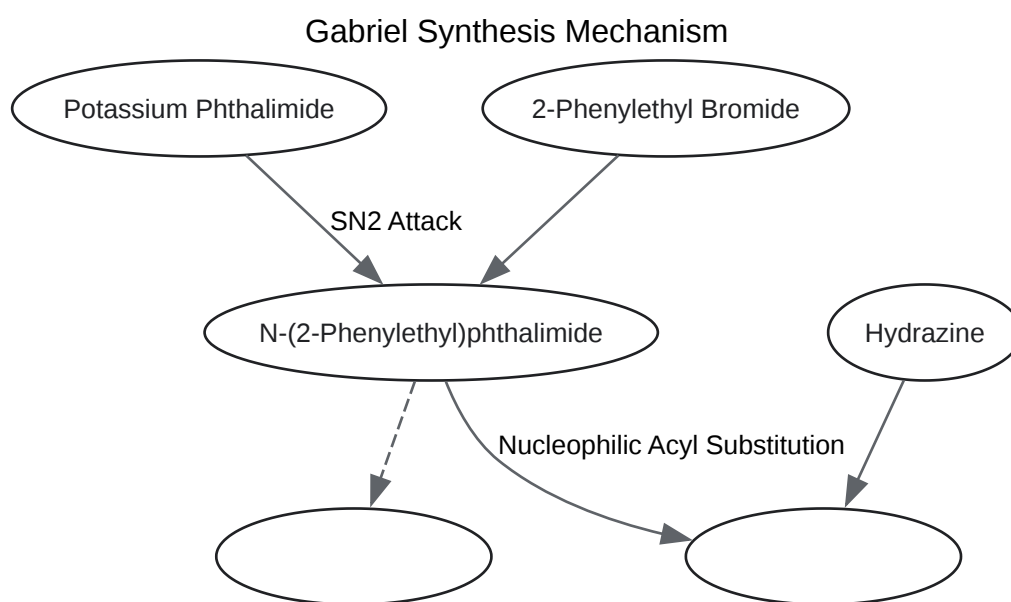 Gabriel Synthesis Mechanism
Potassium Phthalimide
2-Phenylethyl Bromide
SN2 Attack
N-(2-Phenylethyl)phthalimide
Hydrazine
Nucleophilic Acyl Substitution